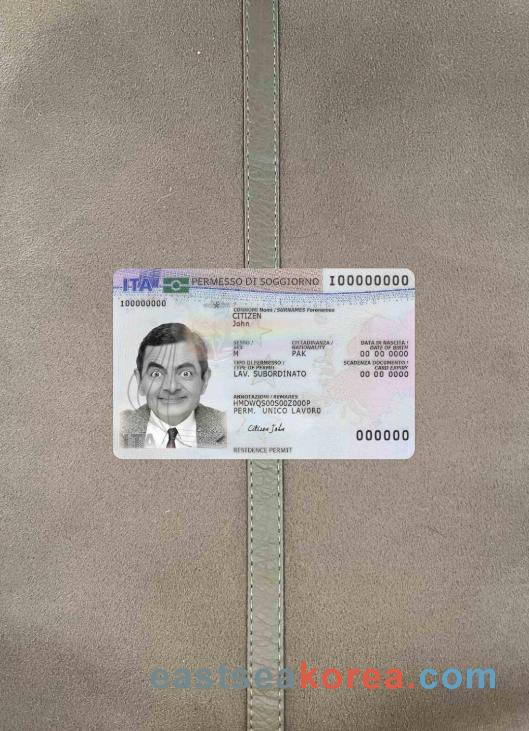 ITA PERMESSO DI SOGGIORNO I00000000
I00000000
COGNOME Nomi / SURNAMES Forenames
CITIZEN
John
SESSO / CITTADINANZA / DATA DI NASCITA /
SEX NATIONALITY DATE OF BIRTH
M PAK 00 00 0000
TIPO DI PERMESSO / SCADENZA DOCUMENTO /
TYPE OF PERMIT CARD EXPIRY
LAV. SUBORDINATO 00 00 0000
ANNOTAZIONI / REMARKS
HMDWQS00S00Z000P
PERM. UNICO LAVORO
Citizen John
ITA 000000
RESIDENCE PERMIT
eastseakorea.com